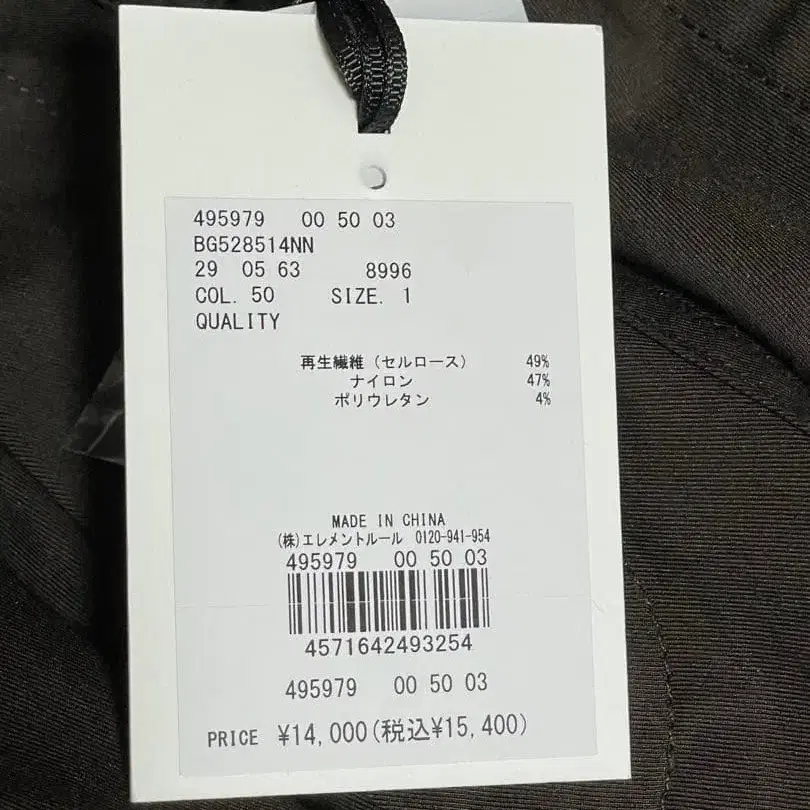 495979 00 50 03
BG528514NN
29 05 63 8996
COL. 50 SIZE. 1
QUALITY
再生繊維（セルロース） 49%
ナイロン 47%
ポリウレタン 4%
MADE IN CHINA
(株)エレメントルール 0120-941-954
495979 00 50 03
4571642493254
495979 00 50 03
PRICE ¥14,000(税込¥15,400)